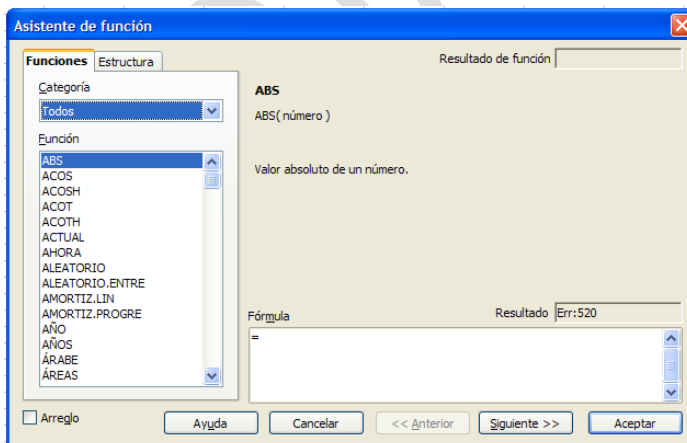 Asistente de función
Funciones Estructura
Resultado de función
Categoría
Todos
Función
ABS
ACOS
ACOSH
ACOT
ACOTH
ACTUAL
AHORA
ALEATORIO
ALEATORIO.ENTRE
AMORTIZ.LIN
AMORTIZ.PROGRE
AÑO
AÑOS
ÁRABE
ÁREAS
ABS
ABS( número )
Valor absoluto de un número.
Fórmula
Resultado Err:520
=
Arreglo
Ayuda
Cancelar
<< Anterior
Siguiente >>
Aceptar